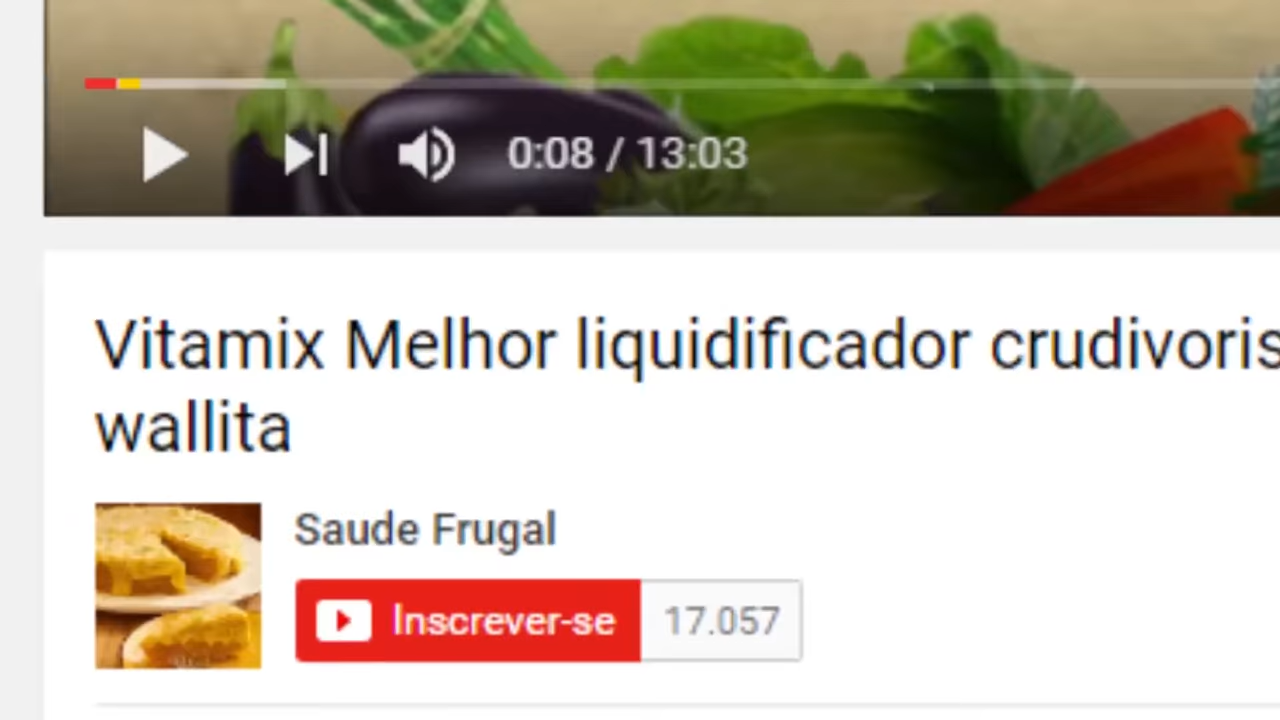 0:08 / 13:03
Vitamix Melhor liquidificador crudivoris
wallita
Saude Frugal
Inscrever-se 17.057